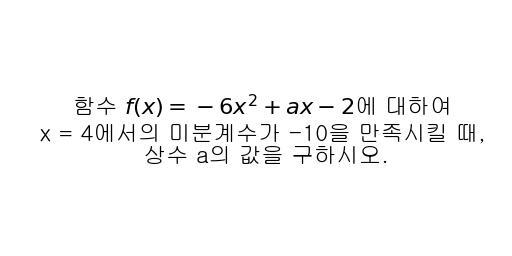 함수 f(x) = −6x² + ax − 2에 대하여
x = 4에서의 미분계수가 −10을 만족시킬 때,
상수 a의 값을 구하시오.